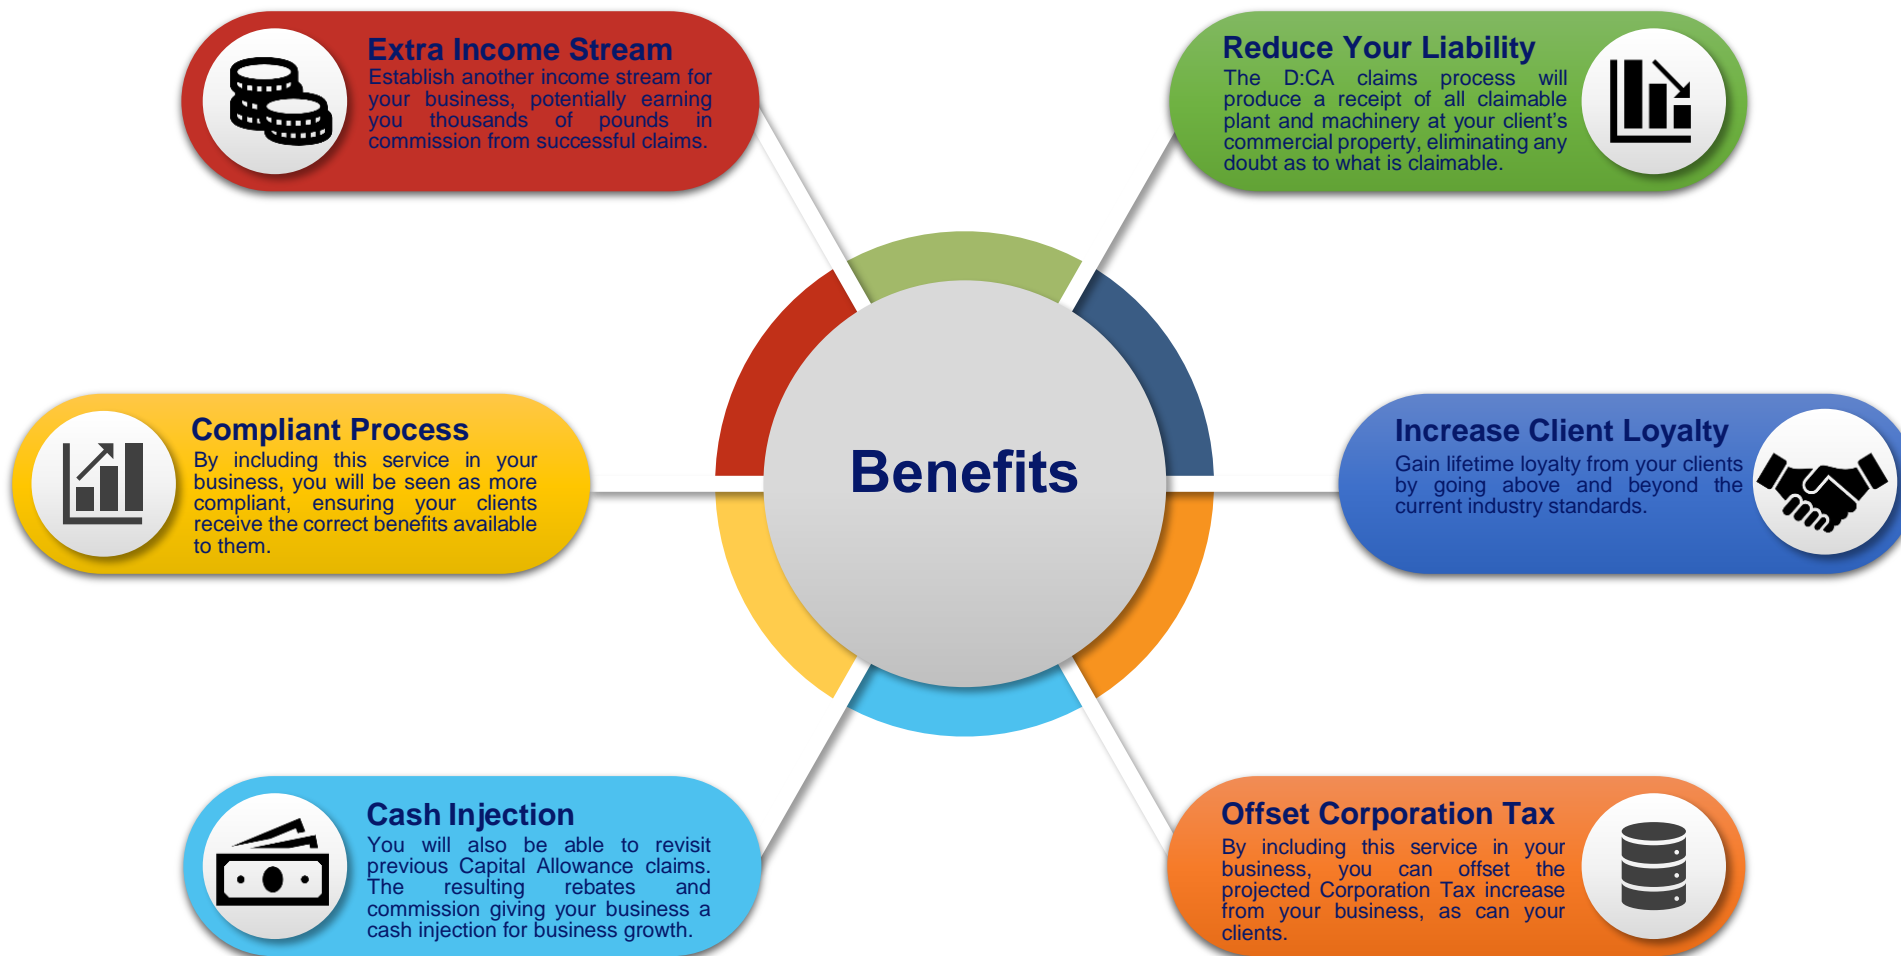 Extra Income Stream
Establish another income stream for
your business, potentially earning
you thousands of pounds in
commission from successful claims.
Reduce Your Liability
The D:CA claims process will
produce a receipt of all claimable
plant and machinery at your client's
commercial property, eliminating any
doubt as to what is claimable.
Compliant Process
By including this service in your
business, you will be seen as more
compliant, ensuring your clients
receive the correct benefits available
to them.
Benefits
Increase Client Loyalty
Gain lifetime loyalty from your clients
by going above and beyond the
current industry standards.
Cash Injection
You will also be able to revisit
previous Capital Allowance claims.
The resulting rebates and
commission giving your business a
cash injection for business growth.
Offset Corporation Tax
By including this service in your
business, you can offset the
projected Corporation Tax increase
from your business, as can your
clients.